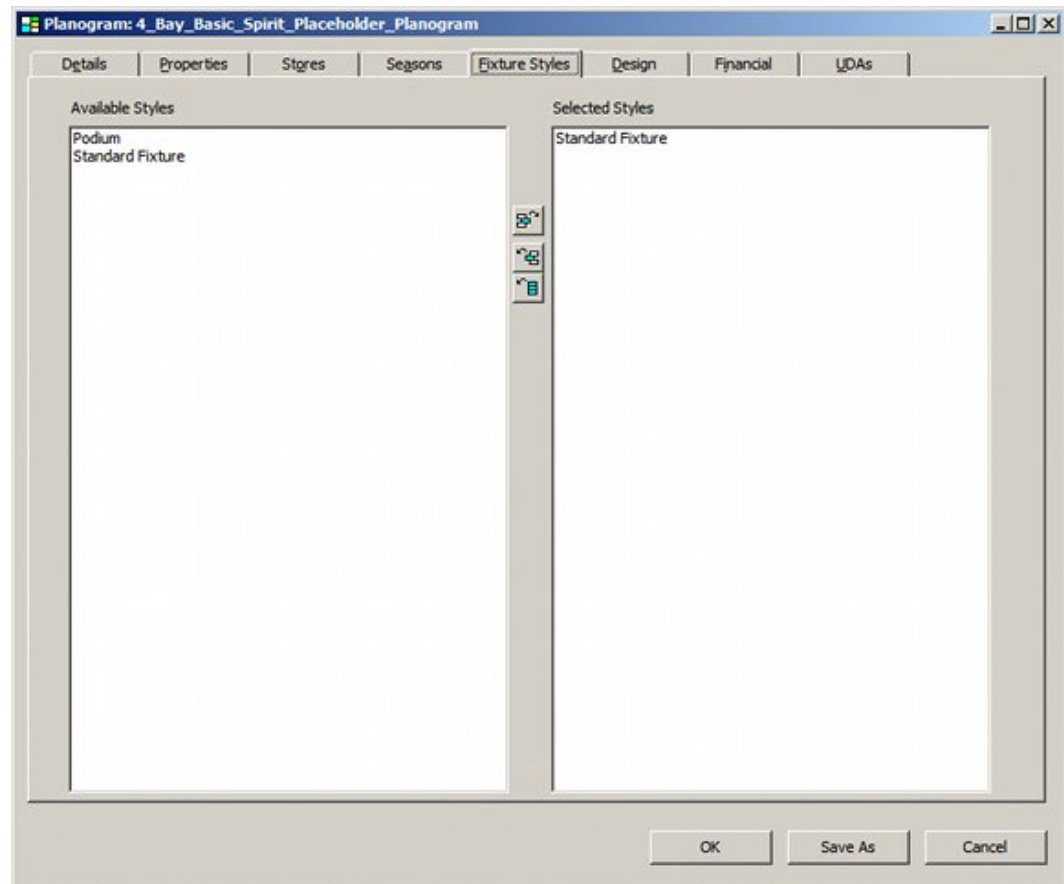 Planogram: 4_Bay_Basic_Spirit_Placeholder_Planogram
Details Properties Stores Seasons Fixture Styles Design Financial UDAs
Available Styles Selected Styles
Podium
Standard Fixture
Standard Fixture
OK Save As Cancel